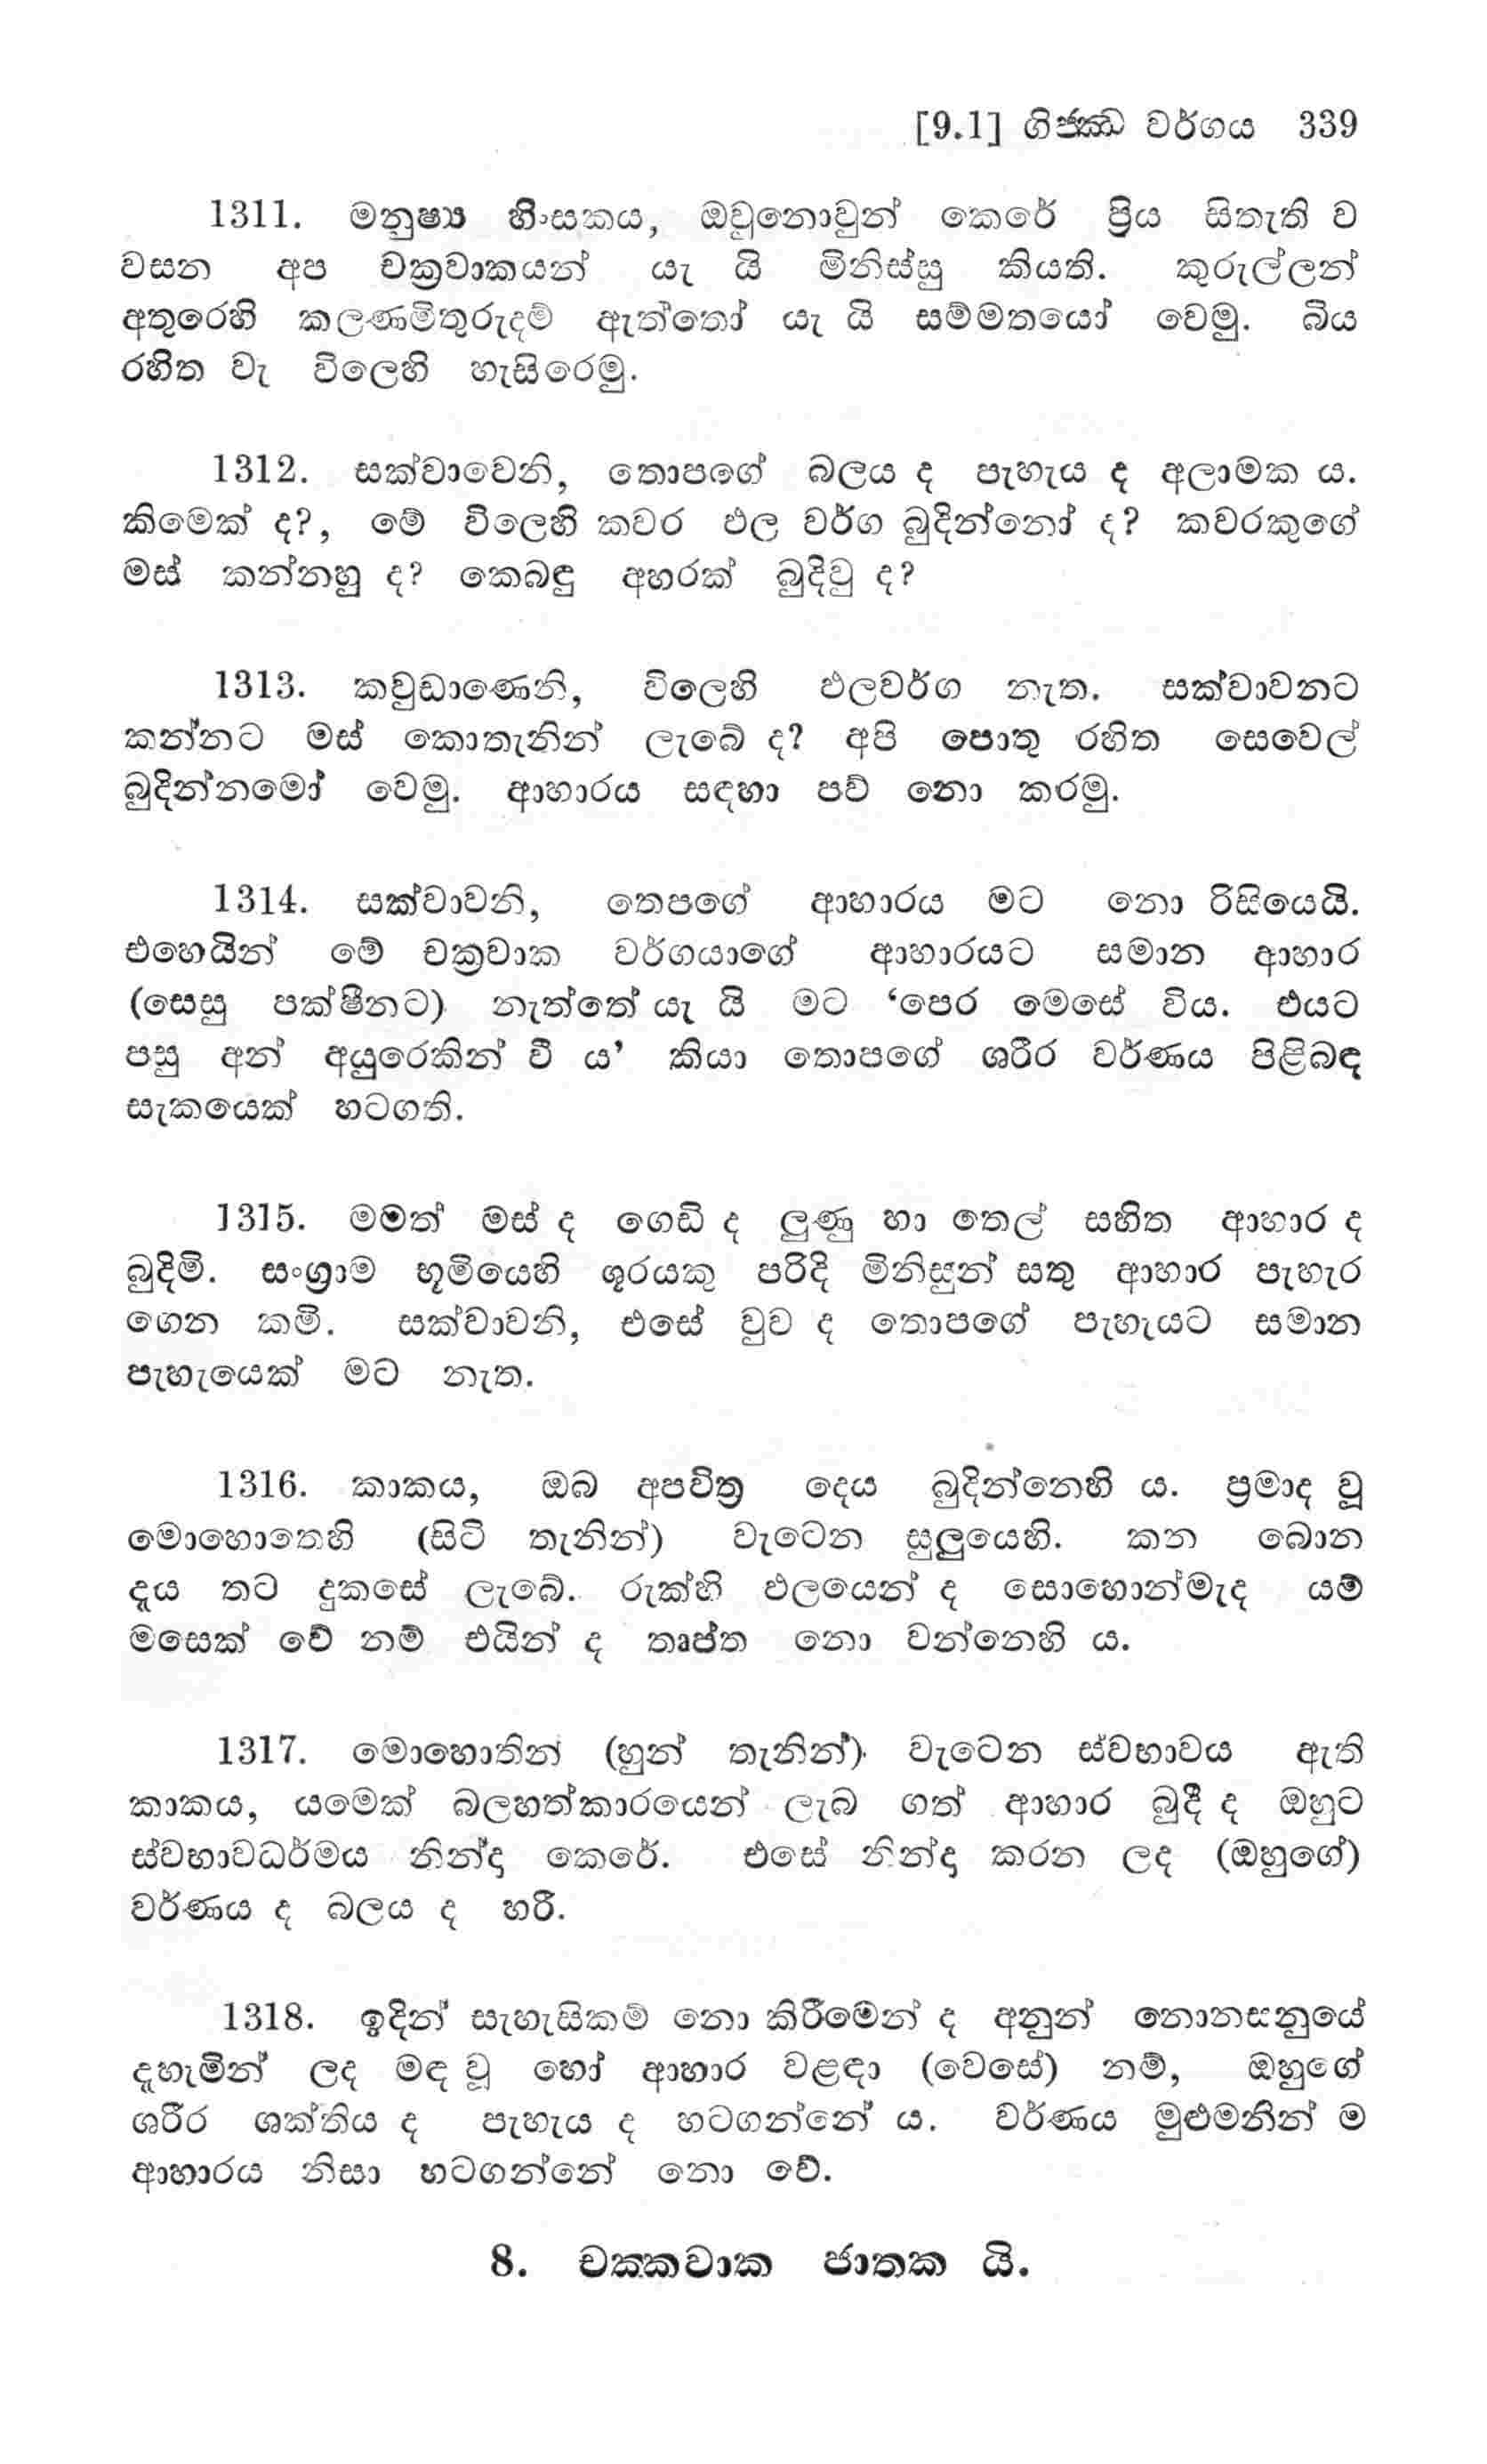 [9.1] ගිජ්ඣ වර්ගය 339
1311. මනුෂ්‍ය හිංසකය, ඔවුනොවුන් කෙරේ ප්‍රිය සිතැති ව
වසන අප චක්‍රවාකයන් යැ යි මිනිස්සු කියති. කුරුල්ලන්
අතුරෙහි කලණමිතුරුදම් ඇත්තෝ යැ යි සම්මතයෝ වෙමු. බිය
රහිත වැ විලෙහි හැසිරෙමු.
1312. සක්වාවෙනි, තොපගේ බලය ද පැහැය ද අලාමක ය.
කිමෙක් ද?, මේ විලෙහි කවර ඵල වර්ග බුදින්නෝ ද? කවරකුගේ
මස් කන්නහු ද? කෙබඳු අහරක් බුදිවු ද?
1313. කවුඩාණෙනි, විලෙහි ඵලවර්ග නැත. සක්වාවනට
කන්නට මස් කොතැනින් ලැබේ ද? අපි පොතු රහිත සෙවෙල්
බුදින්නමෝ වෙමු. ආහාරය සඳහා පව් නො කරමු.
1314. සක්වාවනි, තෙපගේ ආහාරය මට නො රිසියෙයි.
එහෙයින් මේ චක්‍රවාක වර්ගයාගේ ආහාරයට සමාන ආහාර
(සෙසු පක්ෂීනට) නැත්තේ යැ යි මට ‘පෙර මෙසේ විය. එයට
පසු අන් අයුරෙකින් වී ය’ කියා තොපගේ ශරීර වර්ණය පිළිබඳ
සැකයෙක් හටගති.
1315. මමත් මස් ද ගෙඩි ද ලුණු හා තෙල් සහිත ආහාර ද
බුදිමි. සංග්‍රාම භූමියෙහි ශූරයකු පරිදි මිනිසුන් සතු ආහාර පැහැර
ගෙන කමි. සක්වාවනි, එසේ වුව ද තොපගේ පැහැයට සමාන
පැහැයෙක් මට නැත.
1316. කාකය, ඔබ අපවිත්‍ර දෙය බුදින්නෙහි ය. ප්‍රමාද වූ
මොහොතෙහි (සිටි තැනින්) වැටෙන සුලුයෙහි. කන බොන
දැය තට දුකසේ ලැබේ. රුක්හි ඵලයෙන් ද සොහොන්මැද යම්
මසෙක් වේ නම් එයින් ද තෘප්ත නො වන්නෙහි ය.
1317. මොහොතින් (හුන් තැනින්) වැටෙන ස්වභාවය ඇති
කාකය, යමෙක් බලහත්කාරයෙන් ලැබ ගත් ආහාර බුදී ද ඔහුට
ස්වභාවධර්මය නින්දා කෙරේ. එසේ නින්දා කරන ලද (ඔහුගේ)
වර්ණය ද බලය ද හරී.
1318. ඉදින් සැහැසිකම් නො කිරීමෙන් ද අනුන් නොනසනුයේ
දැහැමින් ලද මඳ වූ හෝ ආහාර වළඳා (වෙසේ) නම්, ඔහුගේ
ශරීර ශක්තිය ද පැහැය ද හටගන්නේ ය. වර්ණය මුළුමනින් ම
ආහාරය නිසා හටගන්නේ නො වේ.
8. චක්කවාක ජාතක යි.